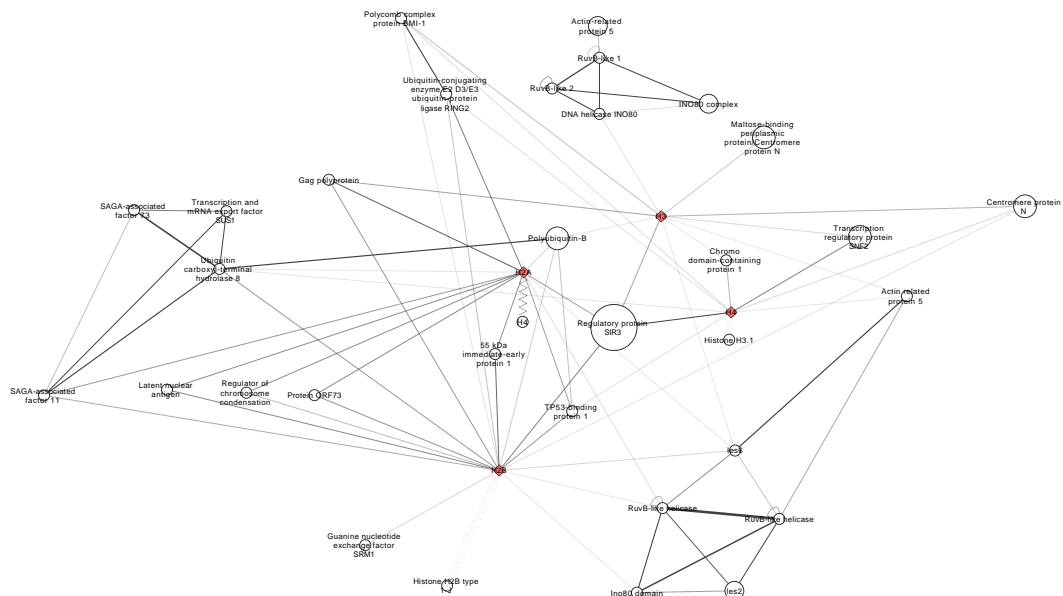 Polycomb complex
protein BMI-1
Actin-related
protein 5
RuvB-like 1
Ubiquitin-conjugating
enzyme E2 D3/E3
ubiquitin-protein
ligase RING2
RuvB-like 2
INO80 complex
DNA helicase INO80
Maltose-binding
periplasmic
protein/Centromere
protein N
Gag polyprotein
SAGA-associated
factor 73
Transcription and
mRNA export factor
SUS1
Centromere protein
N
H3
Transcription
regulatory protein
SNF2
Polyubiquitin-B
Chromo
domain-containing
protein 1
Ubiquitin
carboxyl-terminal
hydrolase 8
H2A
Actin-related
protein 5
H4
H4
Regulatory protein
SIR3
Histone H3.1
55 kDa
immediate-early
protein 1
SAGA-associated
factor 11
Latent nuclear
antigen
Regulator of
chromosome
condensation
Protein ORF73
TP53-binding
protein 1
Ies6
H2B
RuvB-like helicase
RuvB-like helicase
Guanine nucleotide
exchange factor
SRM1
Histone H2B type
1-J
Ino80 domain
Ies2